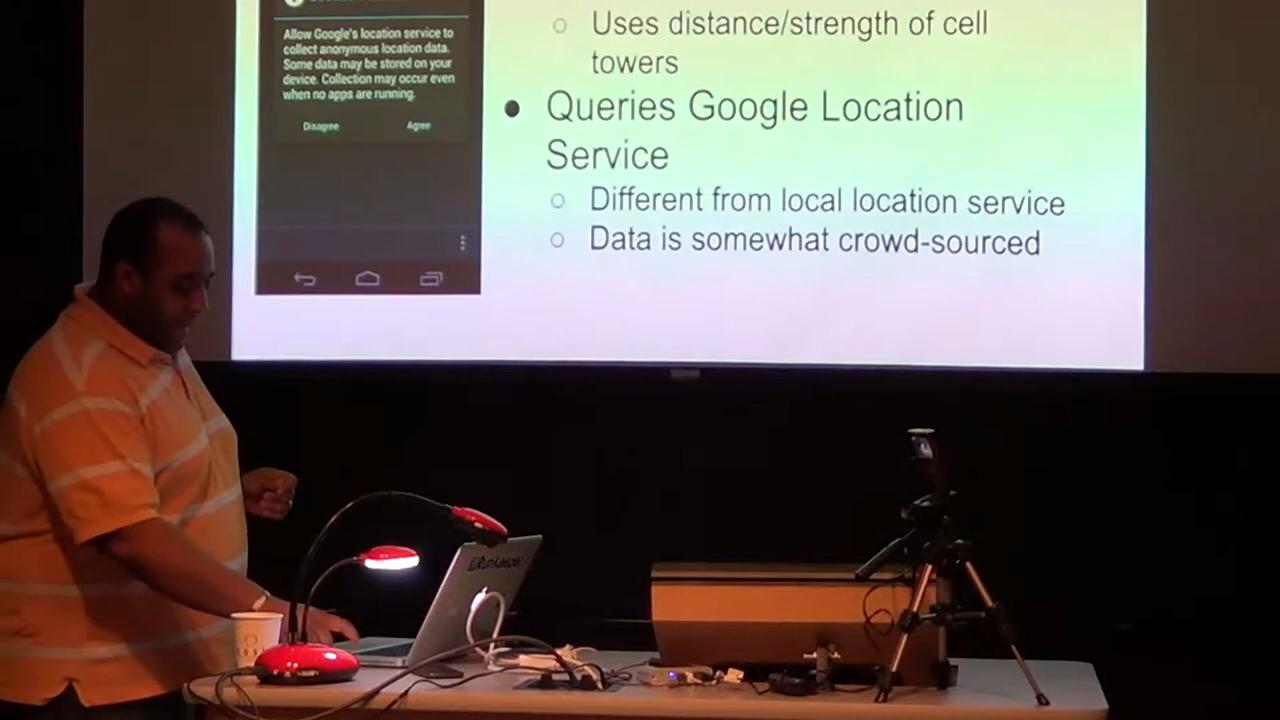 Allow Google's location service to
collect anonymous location data.
Some data may be stored on your
device. Collection may occur even
when no apps are running.
Disagree Agree
○ Uses distance/strength of cell
towers
● Queries Google Location
Service
○ Different from local location service
○ Data is somewhat crowd-sourced
RunKeeper